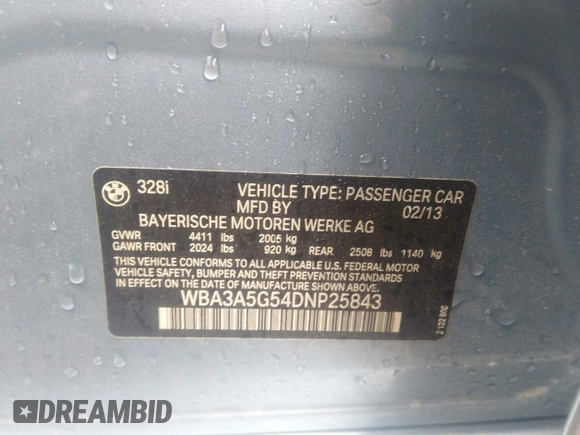 328i
VEHICLE TYPE: PASSENGER CAR
MFD BY 02/13
BAYERISCHE MOTOREN WERKE AG
GVWR 4411 lbs 2005 kg
GAWR FRONT 2024 lbs 920 kg REAR 2508 lbs 1140 kg
THIS VEHICLE CONFORMS TO ALL APPLICABLE U.S. FEDERAL MOTOR
VEHICLE SAFETY, BUMPER AND THEFT PREVENTION STANDARDS
IN EFFECT ON THE DATE OF MANUFACTURE SHOWN ABOVE.
WBA3A5G54DNP25843
DREAMBID